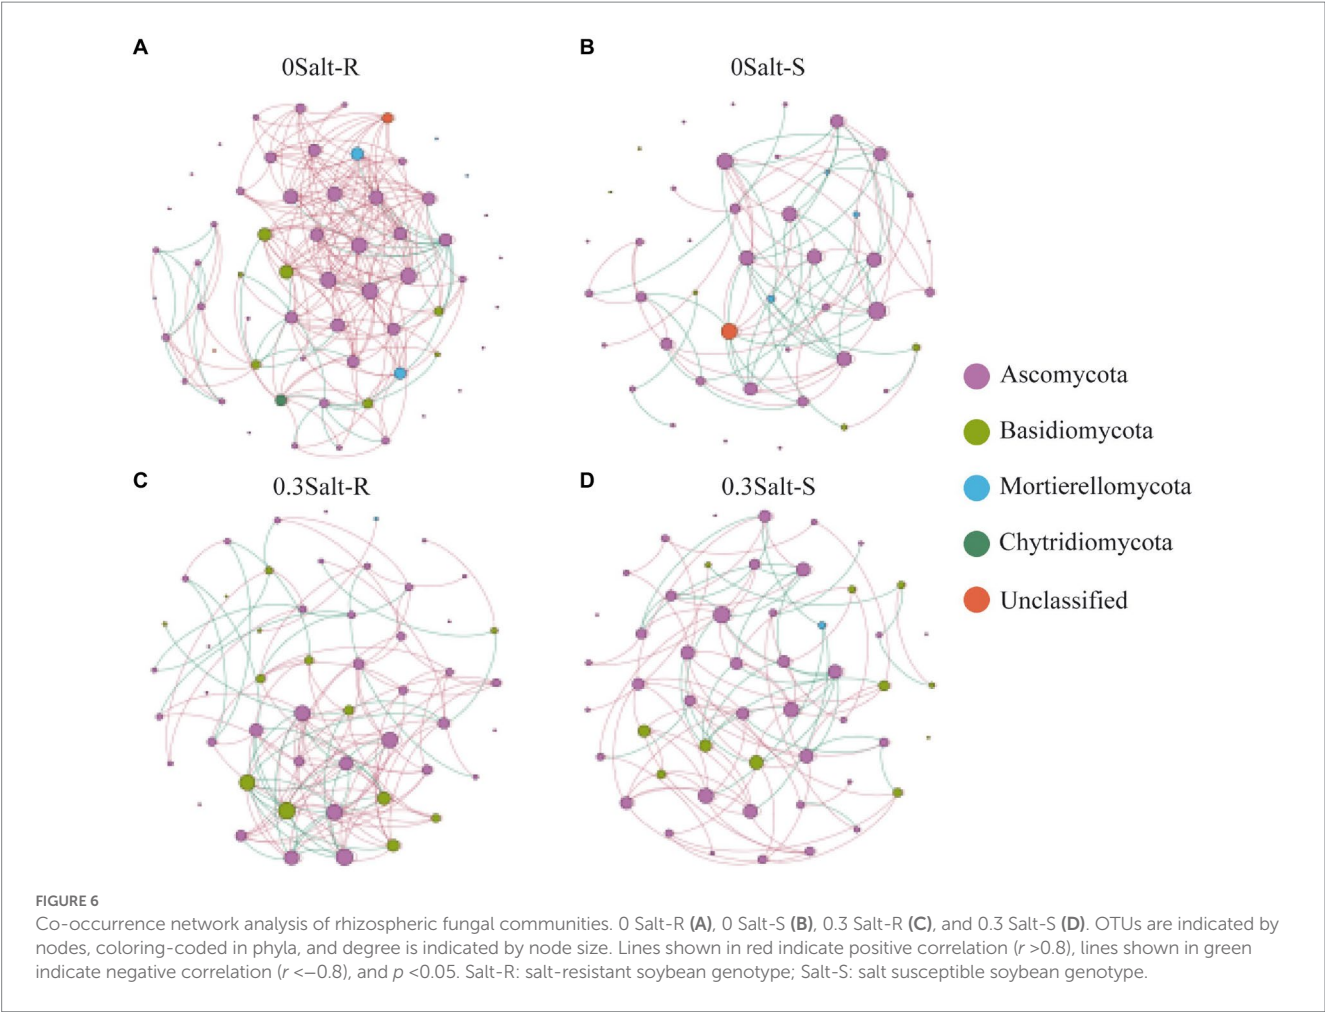 A
0Salt-R
B
0Salt-S
C
0.3Salt-R
D
0.3Salt-S
Ascomycota
Basidiomycota
Mortierellomycota
Chytridiomycota
Unclassified
FIGURE 6
Co-occurrence network analysis of rhizospheric fungal communities. 0 Salt-R (A), 0 Salt-S (B), 0.3 Salt-R (C), and 0.3 Salt-S (D). OTUs are indicated by
nodes, coloring-coded in phyla, and degree is indicated by node size. Lines shown in red indicate positive correlation (r >0.8), lines shown in green
indicate negative correlation (r <−0.8), and p <0.05. Salt-R: salt-resistant soybean genotype; Salt-S: salt susceptible soybean genotype.